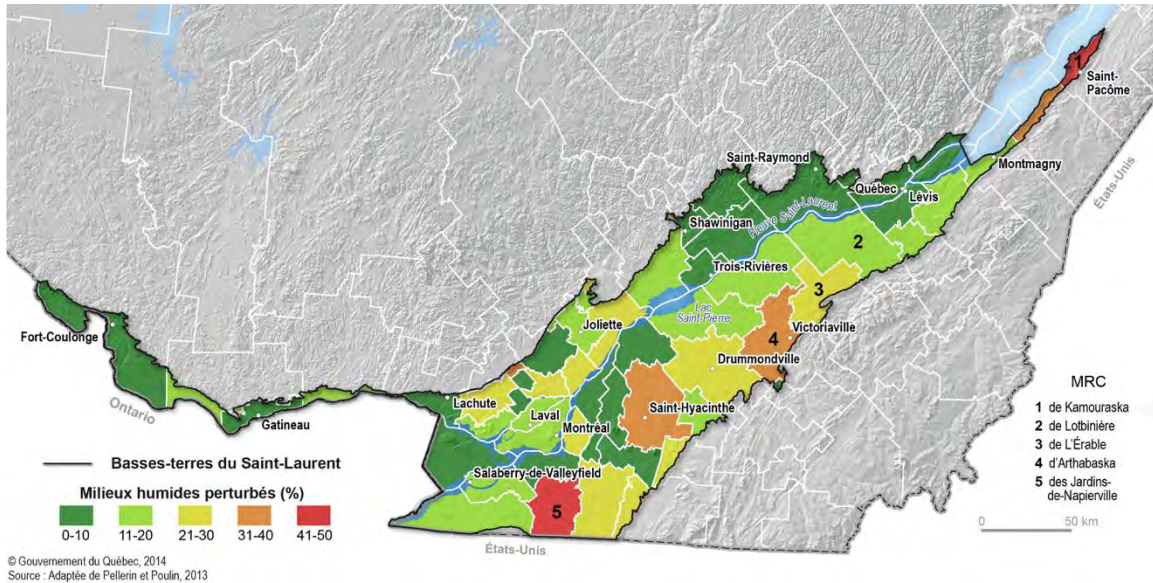 1
Saint-
Pacôme
Saint-Raymond
Montmagny
Québec
Lévis
États-Unis
Fleuve Saint-Laurent
Shawinigan
2
Trois-Rivières
3
Lac
Saint-Pierre
Joliette
4
Victoriaville
Fort-Coulonge
Drummondville
Ontario
Lachute
Gatineau
Laval
Saint-Hyacinthe
Montréal
Salaberry-de-Valleyfield
5
États-Unis
MRC
1 de Kamouraska
2 de Lotbinière
3 de L'Érable
4 d'Arthabaska
5 des Jardins-
de-Napierville
0 50 km
Basses-terres du Saint-Laurent
Milieux humides perturbés (%)
0-10 11-20 21-30 31-40 41-50
© Gouvernement du Québec, 2014
Source : Adaptée de Pellerin et Poulin, 2013